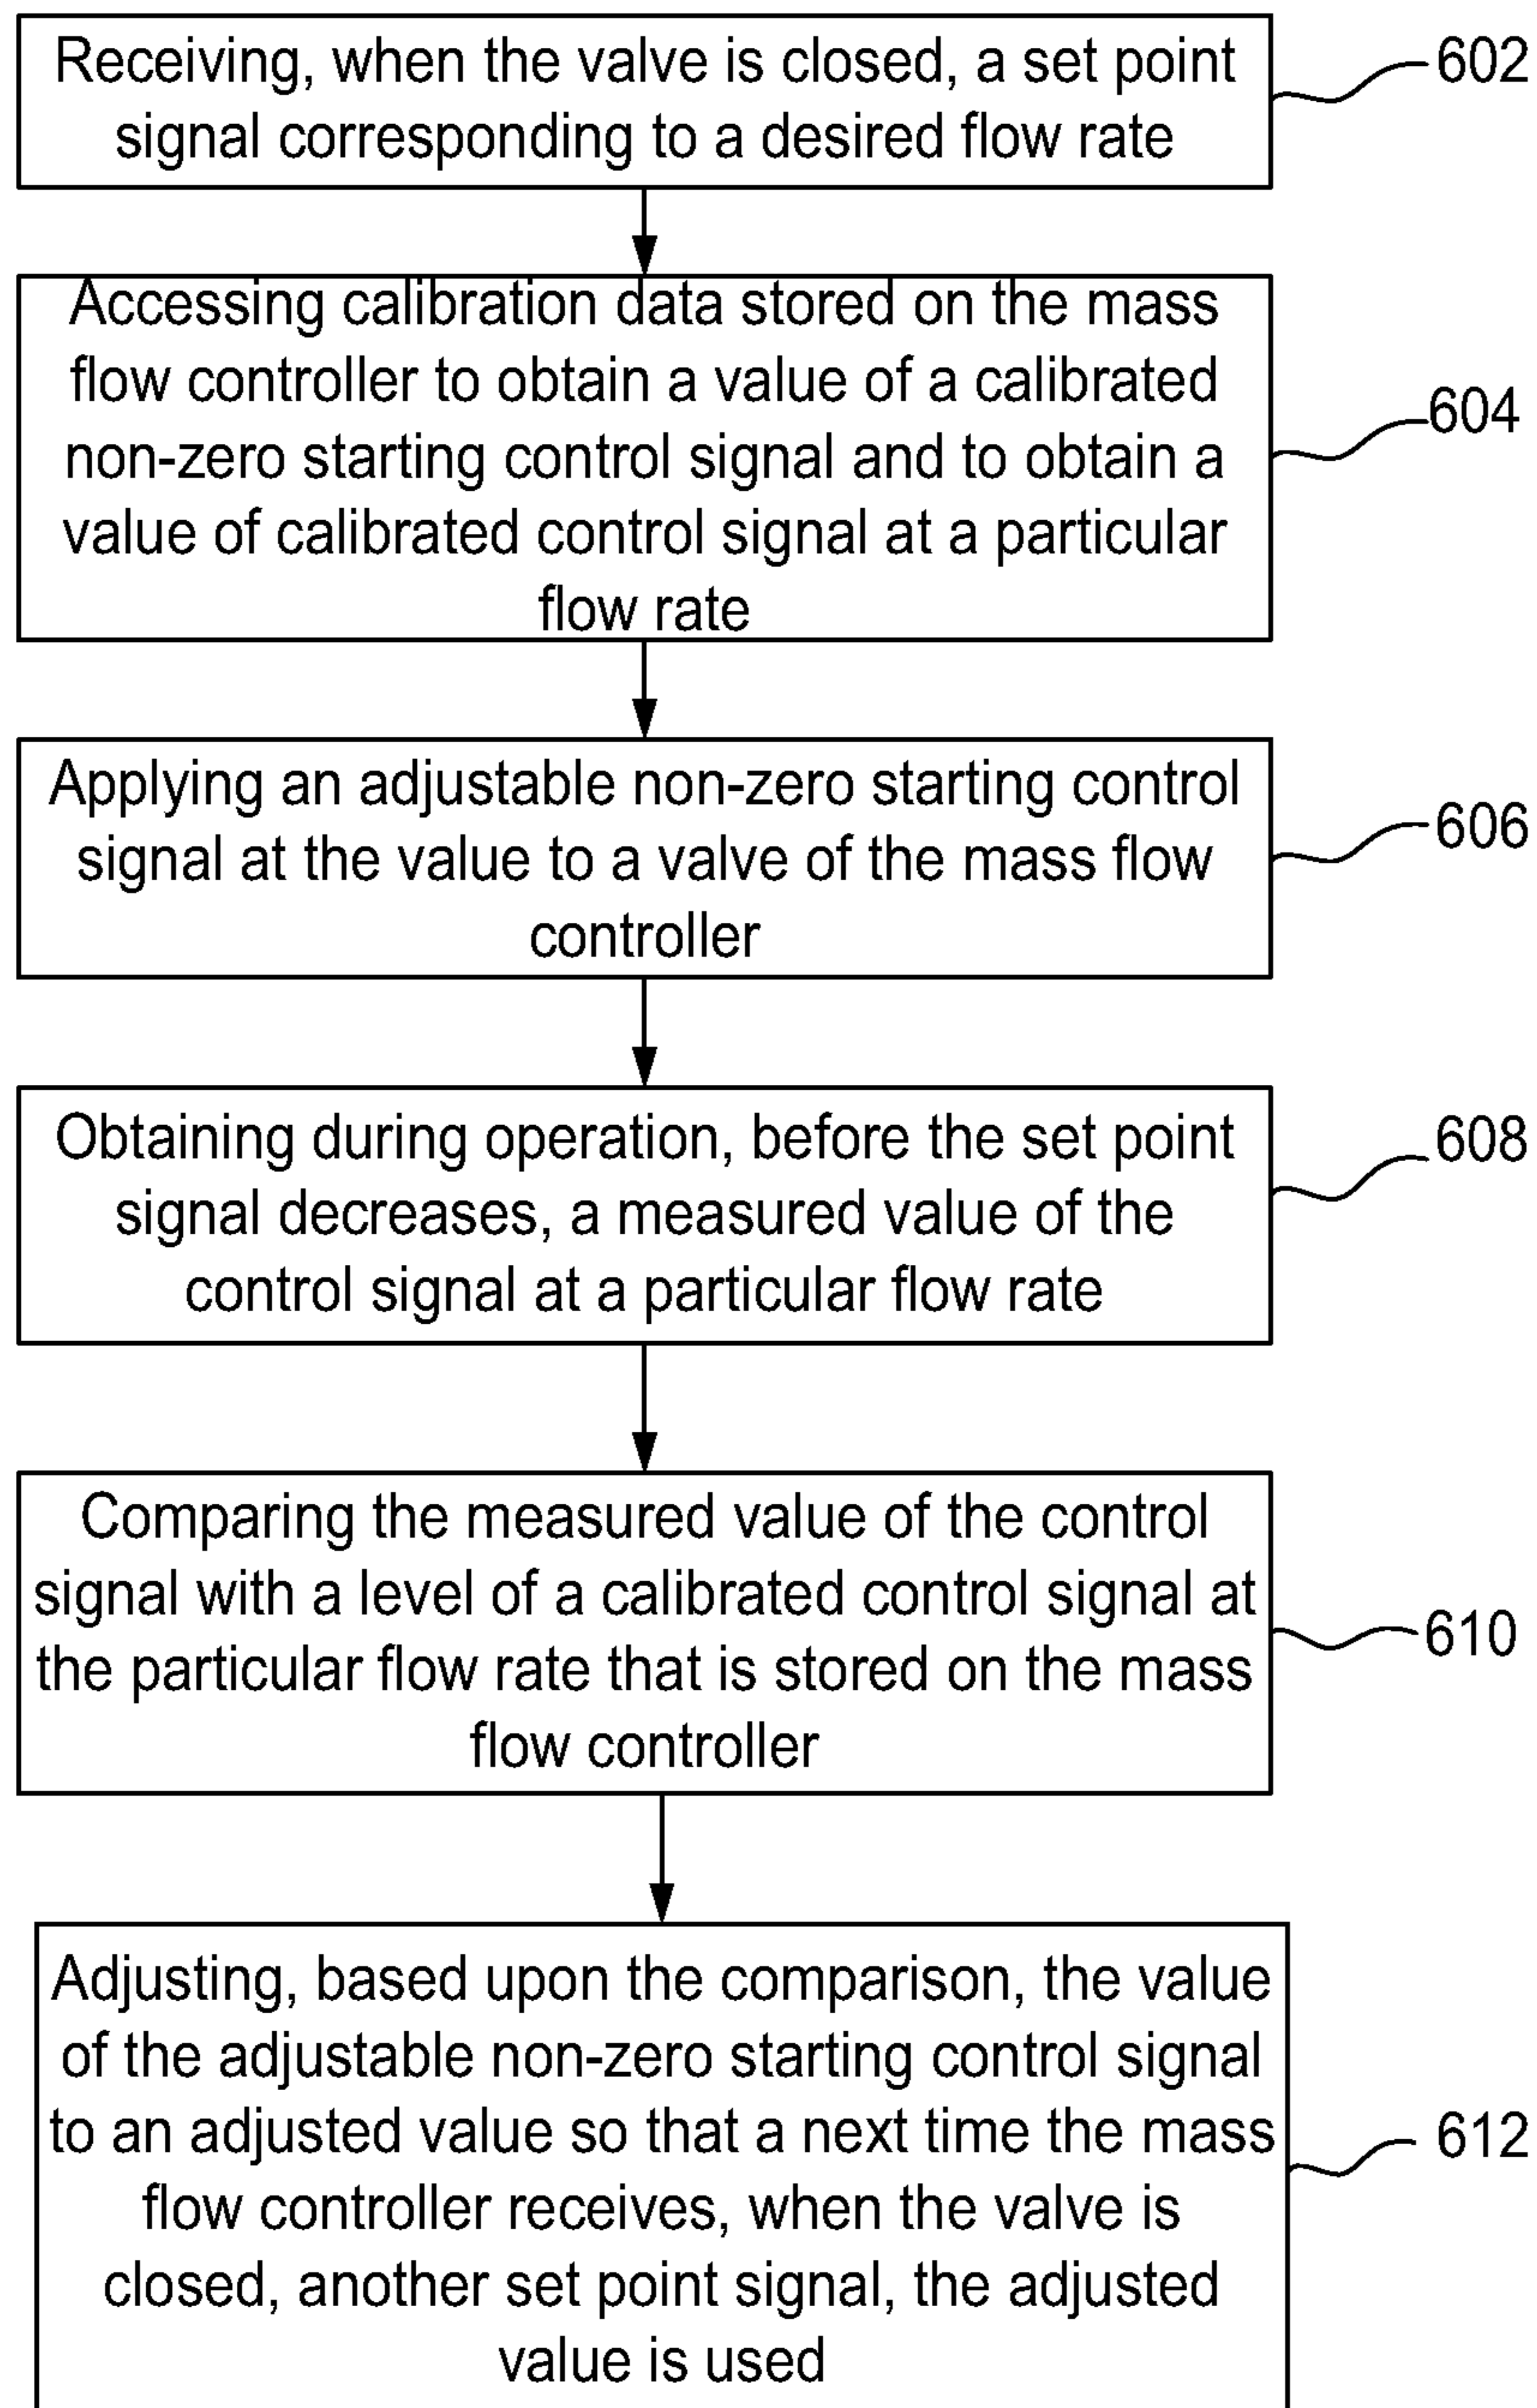 Receiving, when the valve is closed, a set point
signal corresponding to a desired flow rate
602
Accessing calibration data stored on the mass
flow controller to obtain a value of a calibrated
non-zero starting control signal and to obtain a
value of calibrated control signal at a particular
flow rate
604
Applying an adjustable non-zero starting control
signal at the value to a valve of the mass flow
controller
606
Obtaining during operation, before the set point
signal decreases, a measured value of the
control signal at a particular flow rate
608
Comparing the measured value of the control
signal with a level of a calibrated control signal at
the particular flow rate that is stored on the mass
flow controller
610
Adjusting, based upon the comparison, the value
of the adjustable non-zero starting control signal
to an adjusted value so that a next time the mass
flow controller receives, when the valve is
closed, another set point signal, the adjusted
value is used
612